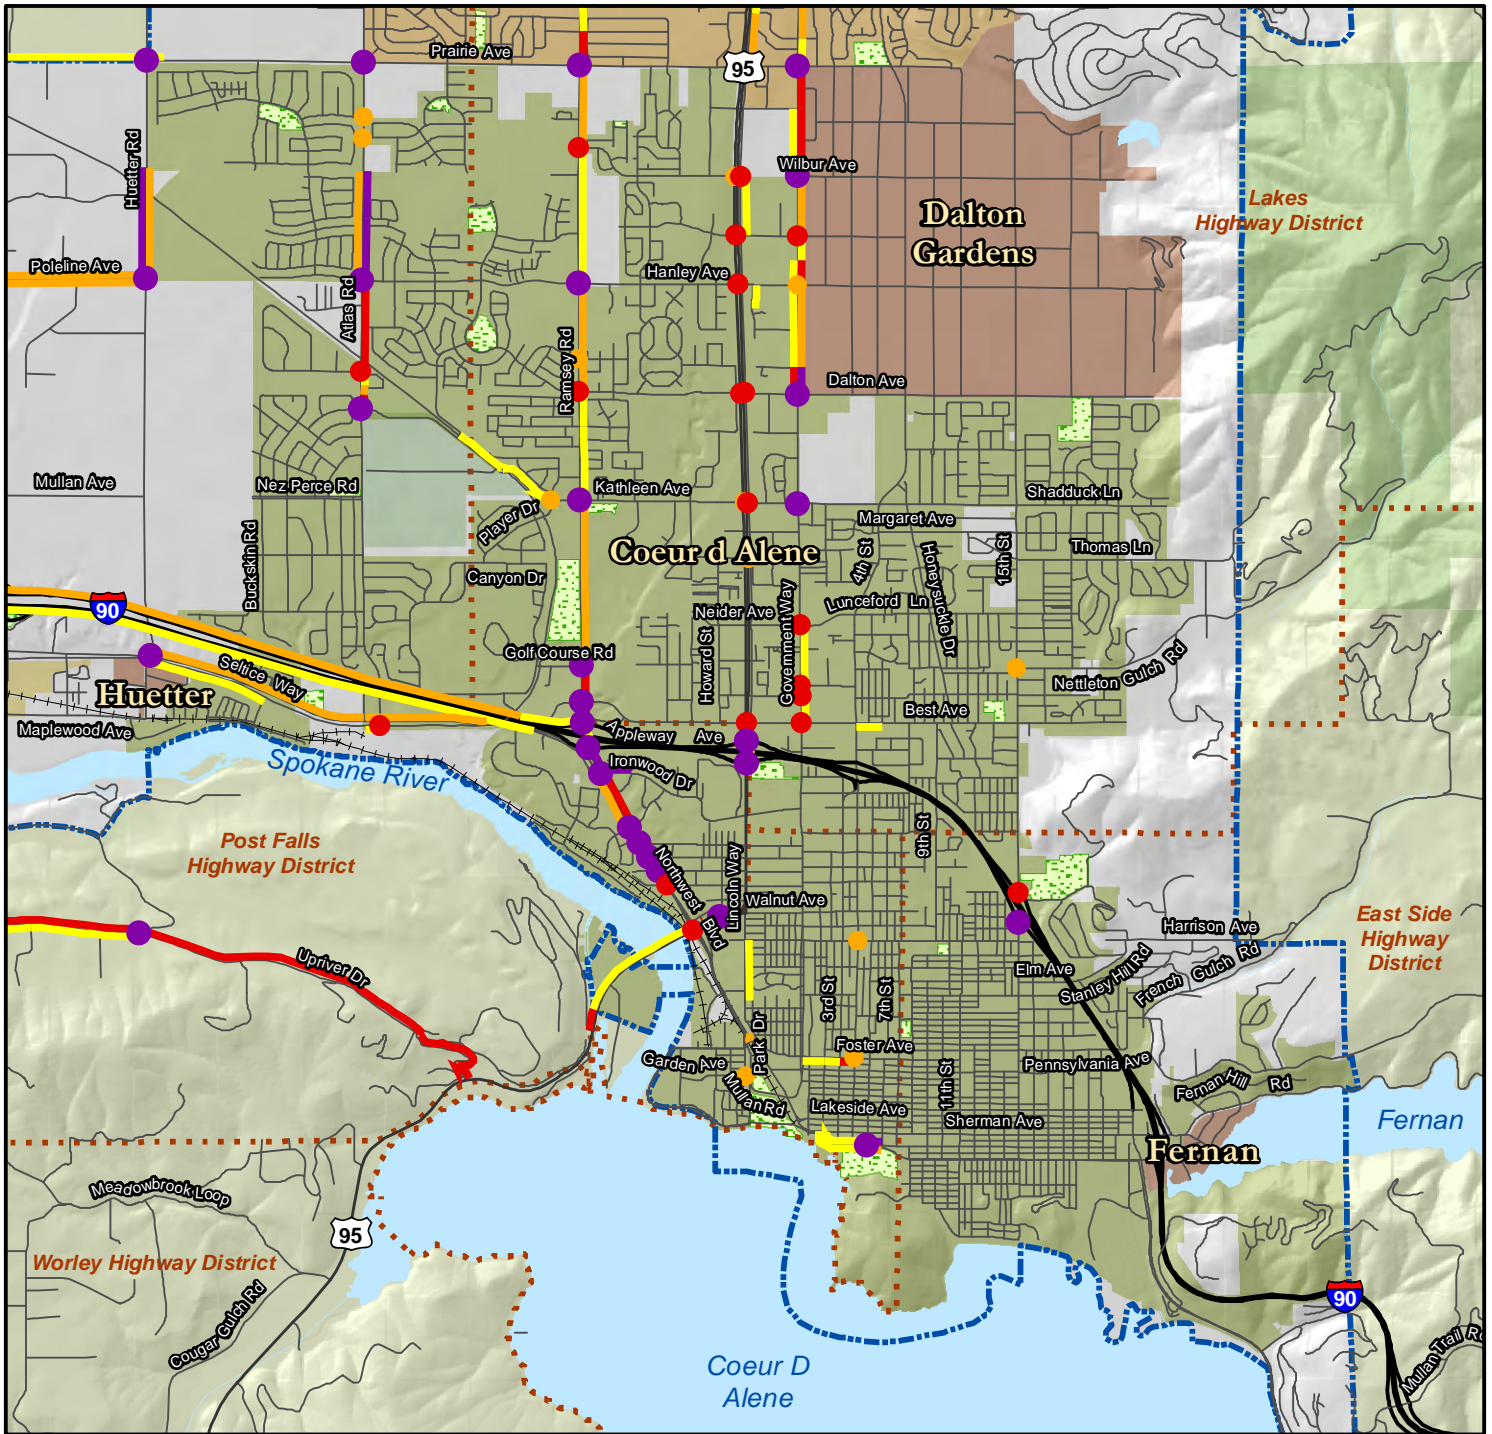 Prairie Ave
95
Huetter Rd
Wilbur Ave
Lakes
Highway District
Dalton
Gardens
Poleline Ave
Hanley Ave
Atlas Rd
Ramsey Rd
Dalton Ave
Mullan Ave
Nez Perce Rd
Kathleen Ave
Shadduck Ln
Player Dr
Margaret Ave
Buckskin Rd
Coeur d Alene
4th St
Honeysuckle Dr
15th St
Thomas Ln
Canyon Dr
90
Neider Ave
Lunceford Ln
Government Way
Howard St
Golf Course Rd
Seltice Way
Nettleton Gulch Rd
Huetter
Best Ave
Maplewood Ave
Appleway Ave
Spokane River
Ironwood Dr
Post Falls
Highway District
9th St
Northwest Blvd
Lincoln Way
Walnut Ave
East Side
Highway
District
Harrison Ave
Upriver Dr
Elm Ave
Stanley Hill Rd
French Gulch Rd
3rd St
7th St
Park Dr
Foster Ave
Garden Ave
Pennsylvania Ave
11th St
Fernan Hill Rd
Mullan Rd
Lakeside Ave
Sherman Ave
Fernan
Fernan
Meadowbrook Loop
95
Worley Highway District
Cougar Gulch Rd
90
Mullan Trail Rd
Coeur D
Alene